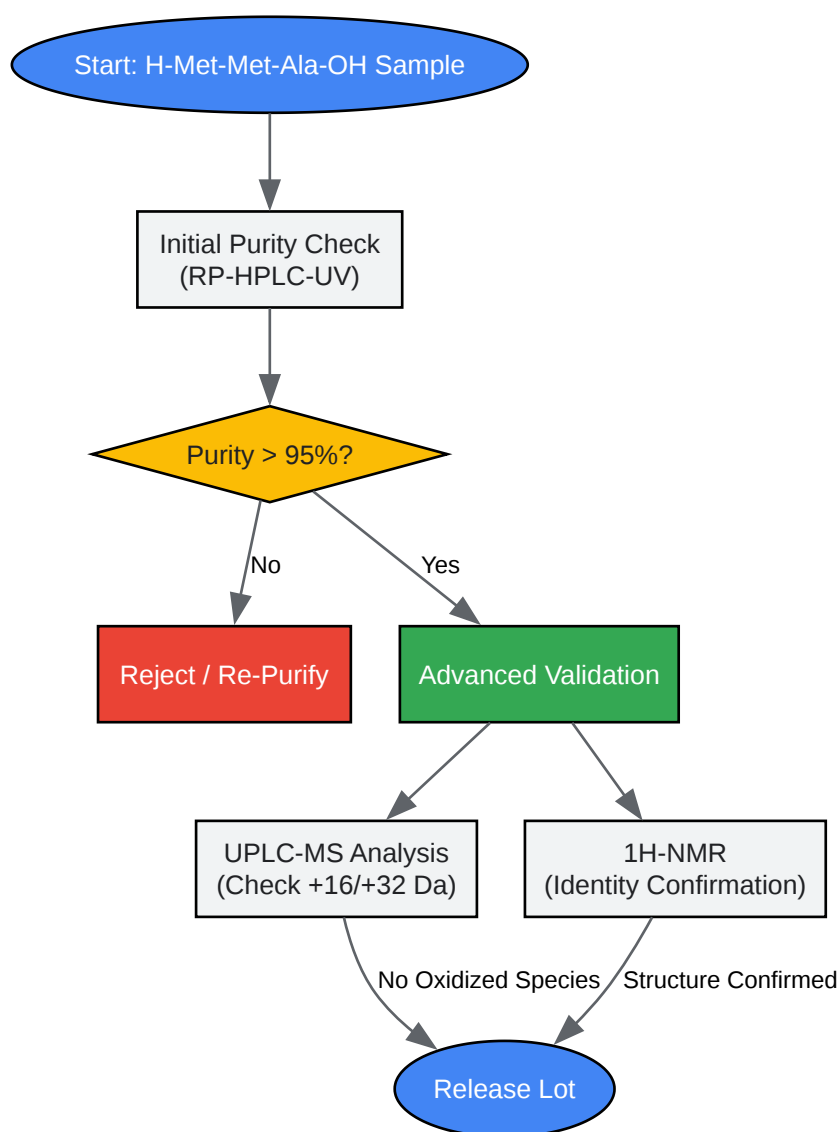 Start: H-Met-Met-Ala-OH Sample
Initial Purity Check
(RP-HPLC-UV)
Purity > 95%?
No
Yes
Reject / Re-Purify
Advanced Validation
UPLC-MS Analysis
(Check +16/+32 Da)
1H-NMR
(Identity Confirmation)
No Oxidized Species
Structure Confirmed
Release Lot